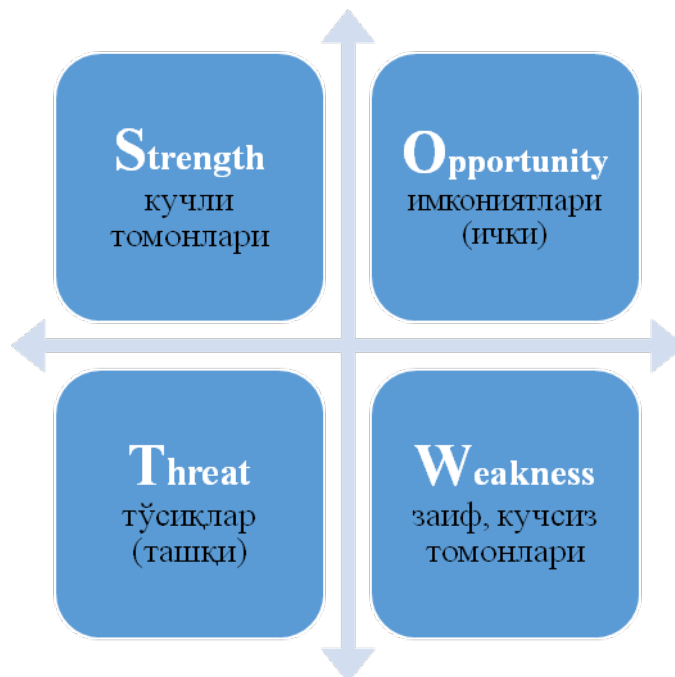 Strength
кучли
томонлари
Opportunity
имкониятлари
(ички)
Threat
тўсиқлар
(ташқи)
Weakness
заиф, кучсиз
томонлари